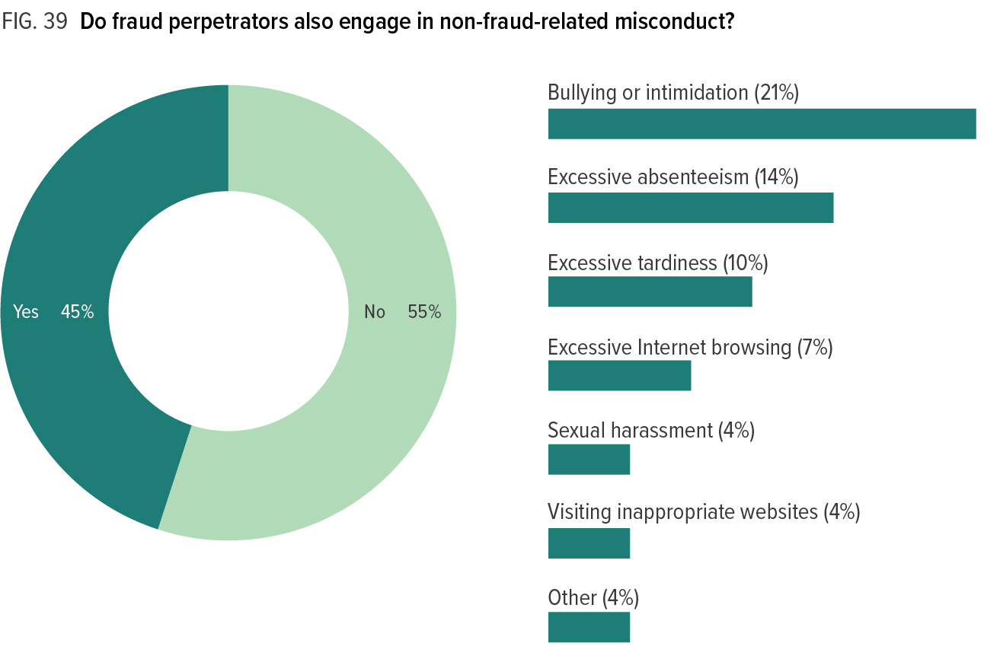 FIG. 39 Do fraud perpetrators also engage in non-fraud-related misconduct?
Yes 45%
No 55%
Bullying or intimidation (21%)
Excessive absenteeism (14%)
Excessive tardiness (10%)
Excessive Internet browsing (7%)
Sexual harassment (4%)
Visiting inappropriate websites (4%)
Other (4%)